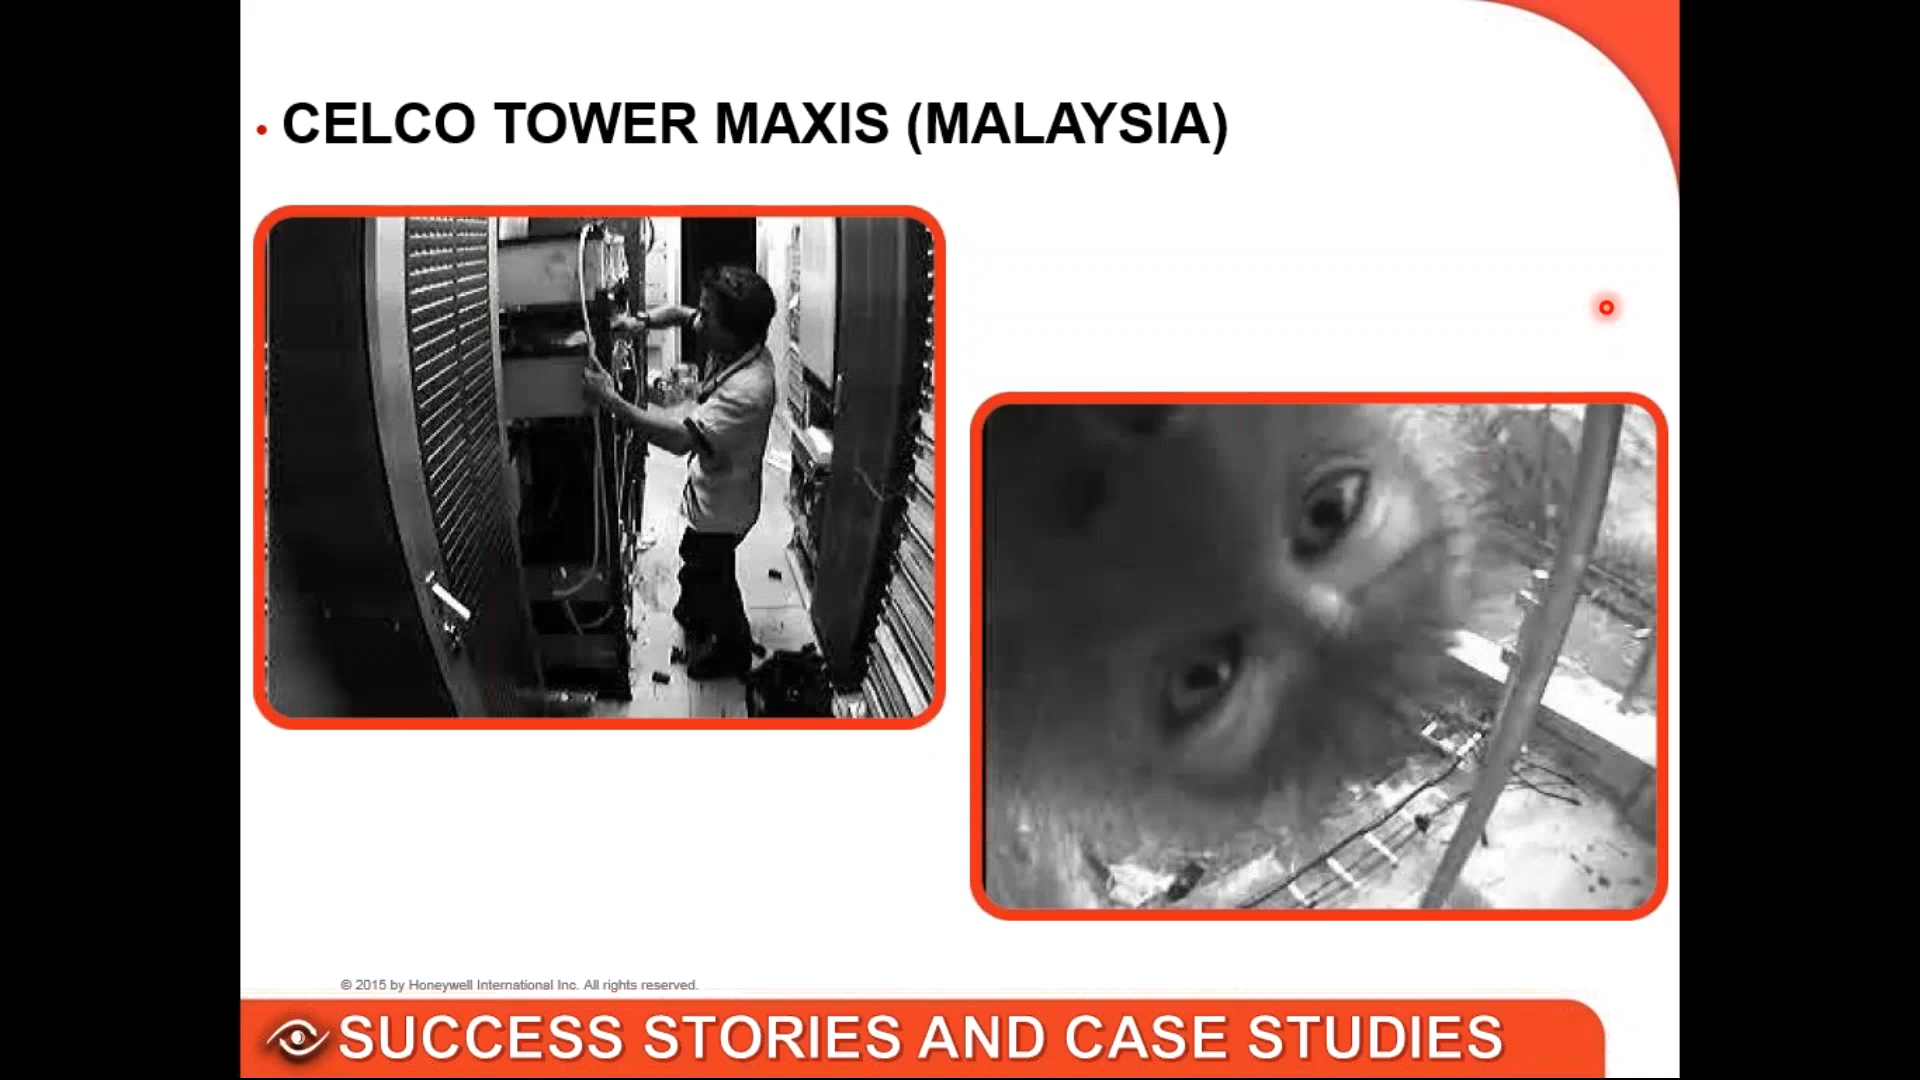 • CELCO TOWER MAXIS (MALAYSIA)
© 2015 by Honeywell International Inc. All rights reserved.
SUCCESS STORIES AND CASE STUDIES